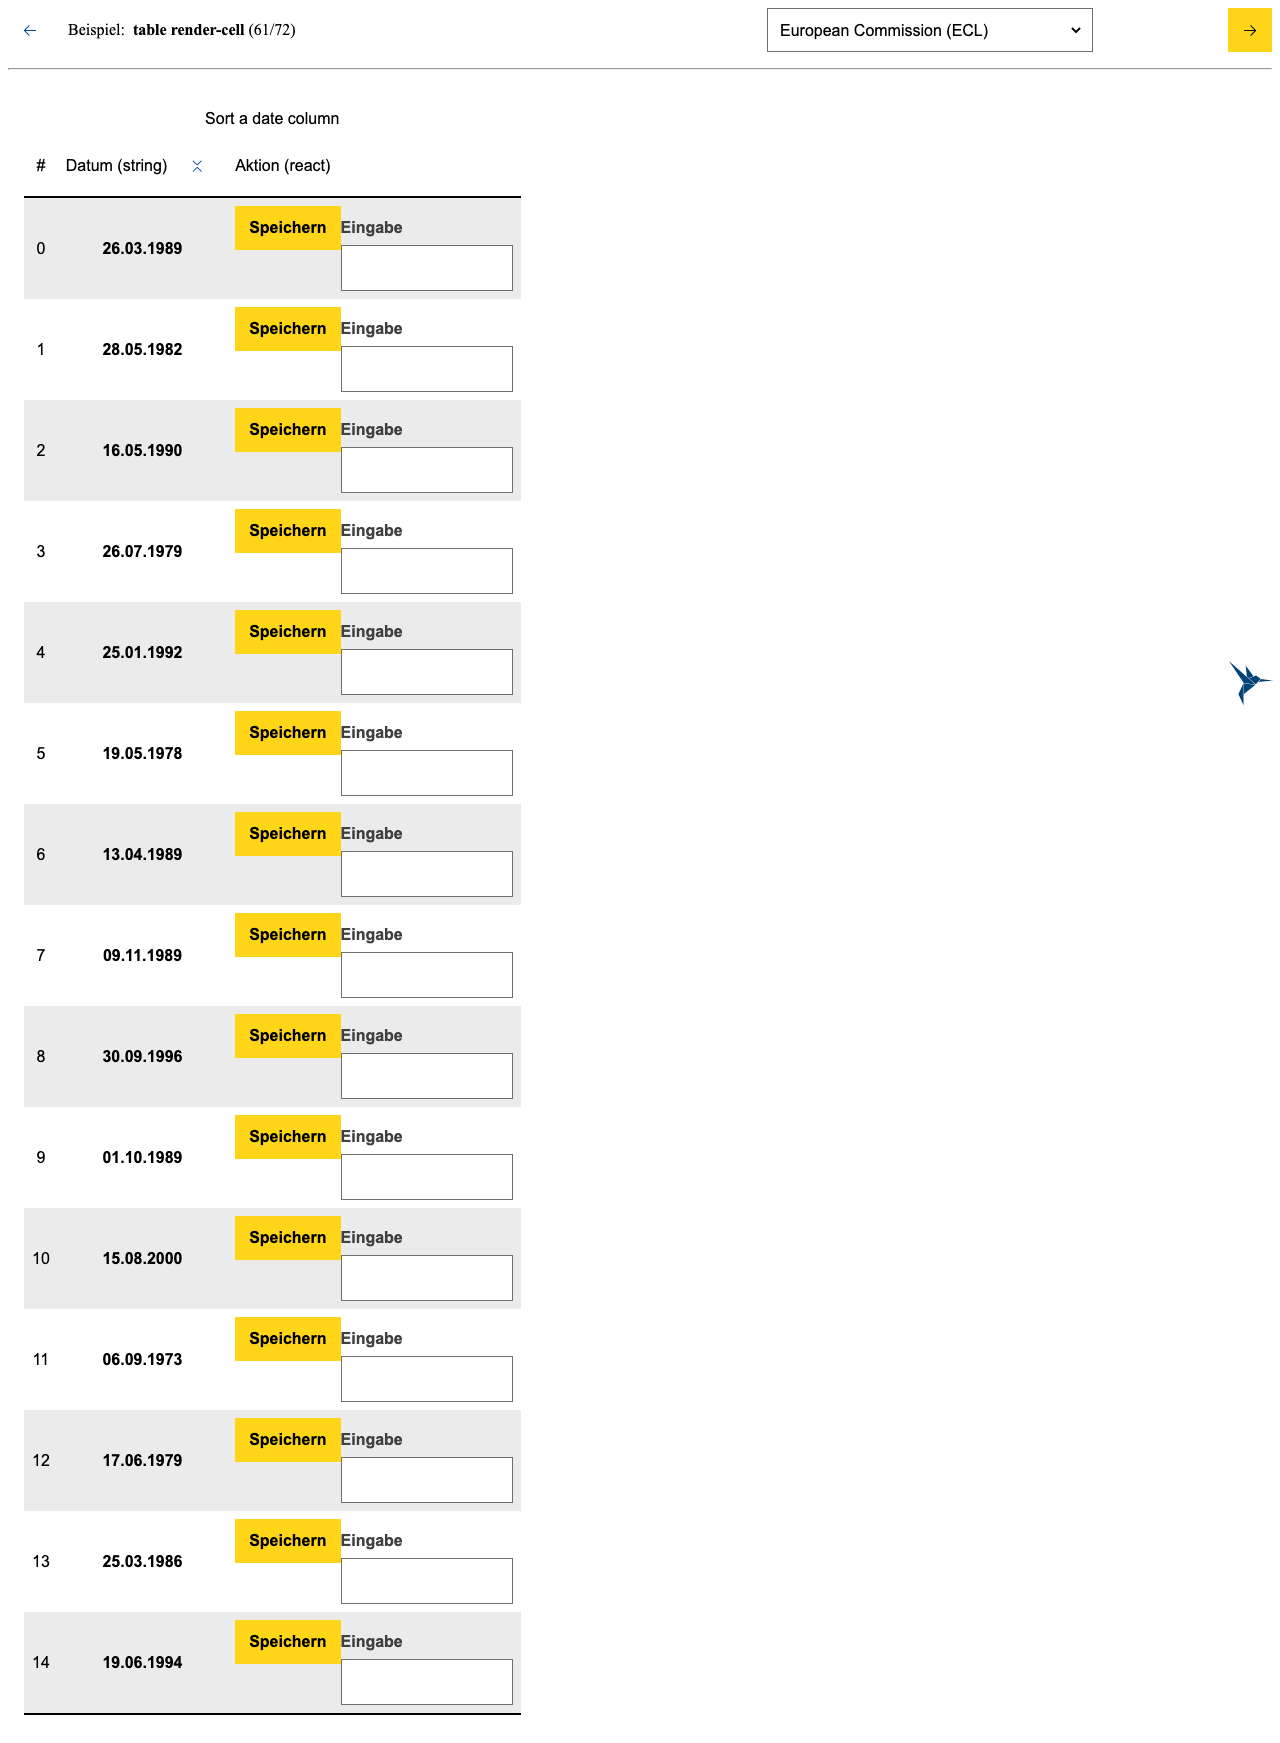 Beispiel: table render-cell (61/72) European Commission (ECL)
Sort a date column
# Datum (string) Aktion (react)
0 26.03.1989 Speichern Eingabe
1 28.05.1982 Speichern Eingabe
2 16.05.1990 Speichern Eingabe
3 26.07.1979 Speichern Eingabe
4 25.01.1992 Speichern Eingabe
5 19.05.1978 Speichern Eingabe
6 13.04.1989 Speichern Eingabe
7 09.11.1989 Speichern Eingabe
8 30.09.1996 Speichern Eingabe
9 01.10.1989 Speichern Eingabe
10 15.08.2000 Speichern Eingabe
11 06.09.1973 Speichern Eingabe
12 17.06.1979 Speichern Eingabe
13 25.03.1986 Speichern Eingabe
14 19.06.1994 Speichern Eingabe